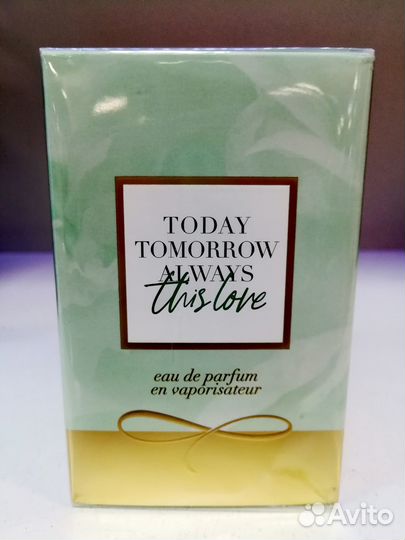 TODAY
TOMORROW
ALWAYS
this love
eau de parfum
en vaporisateur
Avito